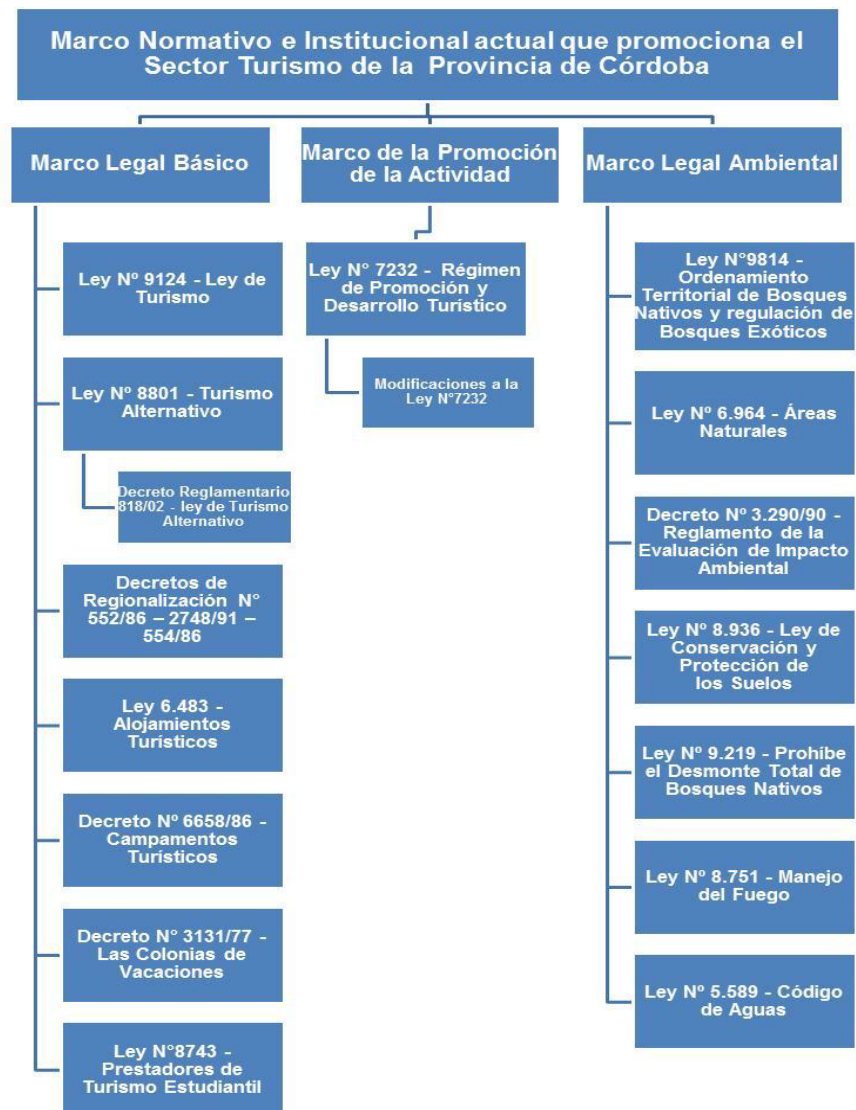 Marco Normativo e Institucional actual que promociona el
Sector Turismo de la Provincia de Córdoba
Marco Legal Básico
Ley Nº 9124 - Ley de
Turismo
Ley Nº 8801 - Turismo
Alternativo
Decreto Reglamentario
818/02 - ley de Turismo
Alternativo
Decretos de
Regionalización N°
552/86 – 2748/91 –
554/86
Ley 6.483 -
Alojamientos
Turísticos
Decreto Nº 6658/86 -
Campamentos
Turísticos
Decreto N° 3131/77 -
Las Colonias de
Vacaciones
Ley N°8743 -
Prestadores de
Turismo Estudiantil
Marco de la Promoción
de la Actividad
Ley N° 7232 - Régimen
de Promoción y
Desarrollo Turístico
Modificaciones a la
Ley N°7232
Marco Legal Ambiental
Ley N°9814 -
Ordenamiento
Territorial de Bosques
Nativos y regulación de
Bosques Exóticos
Ley Nº 6.964 - Áreas
Naturales
Decreto Nº 3.290/90 -
Reglamento de la
Evaluación de Impacto
Ambiental
Ley Nº 8.936 - Ley de
Conservación y
Protección de
los Suelos
Ley Nº 9.219 - Prohíbe
el Desmonte Total de
Bosques Nativos
Ley Nº 8.751 - Manejo
del Fuego
Ley Nº 5.589 - Código
de Aguas